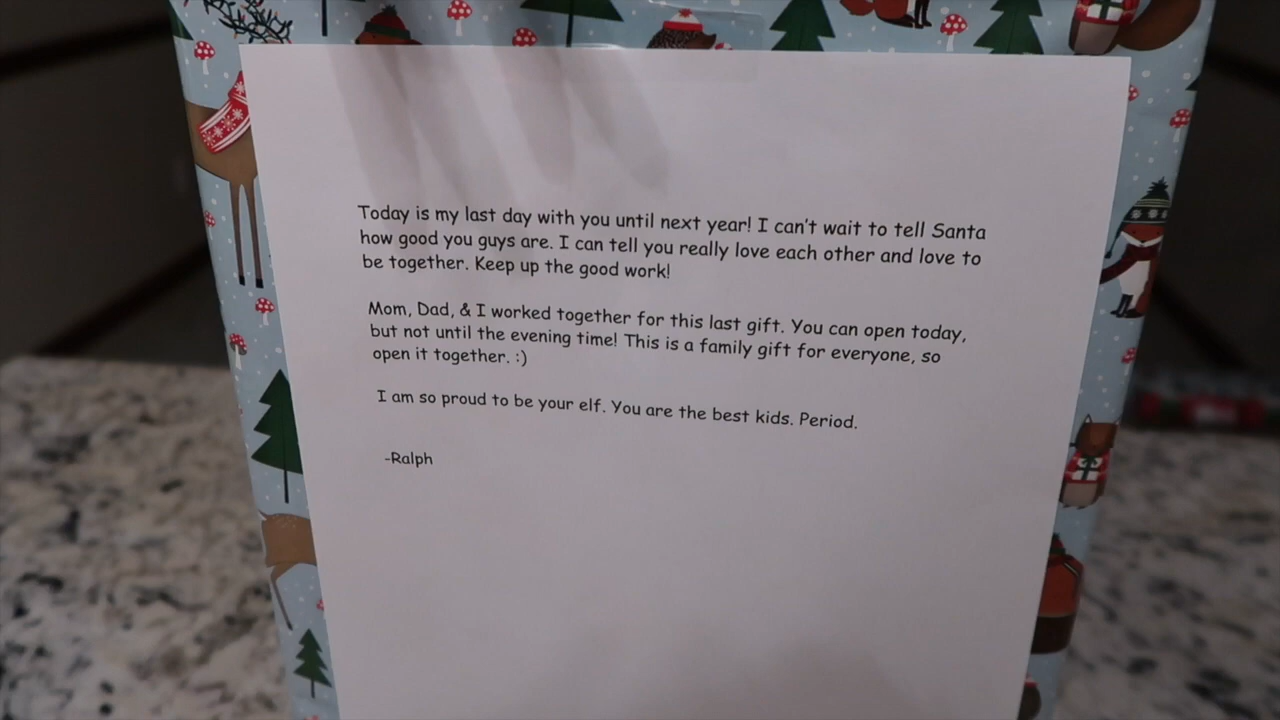 Today is my last day with you until next year! I can't wait to tell Santa
how good you guys are. I can tell you really love each other and love to
be together. Keep up the good work!
Mom, Dad, & I worked together for this last gift. You can open today,
but not until the evening time! This is a family gift for everyone, so
open it together. :)
I am so proud to be your elf. You are the best kids. Period.
-Ralph